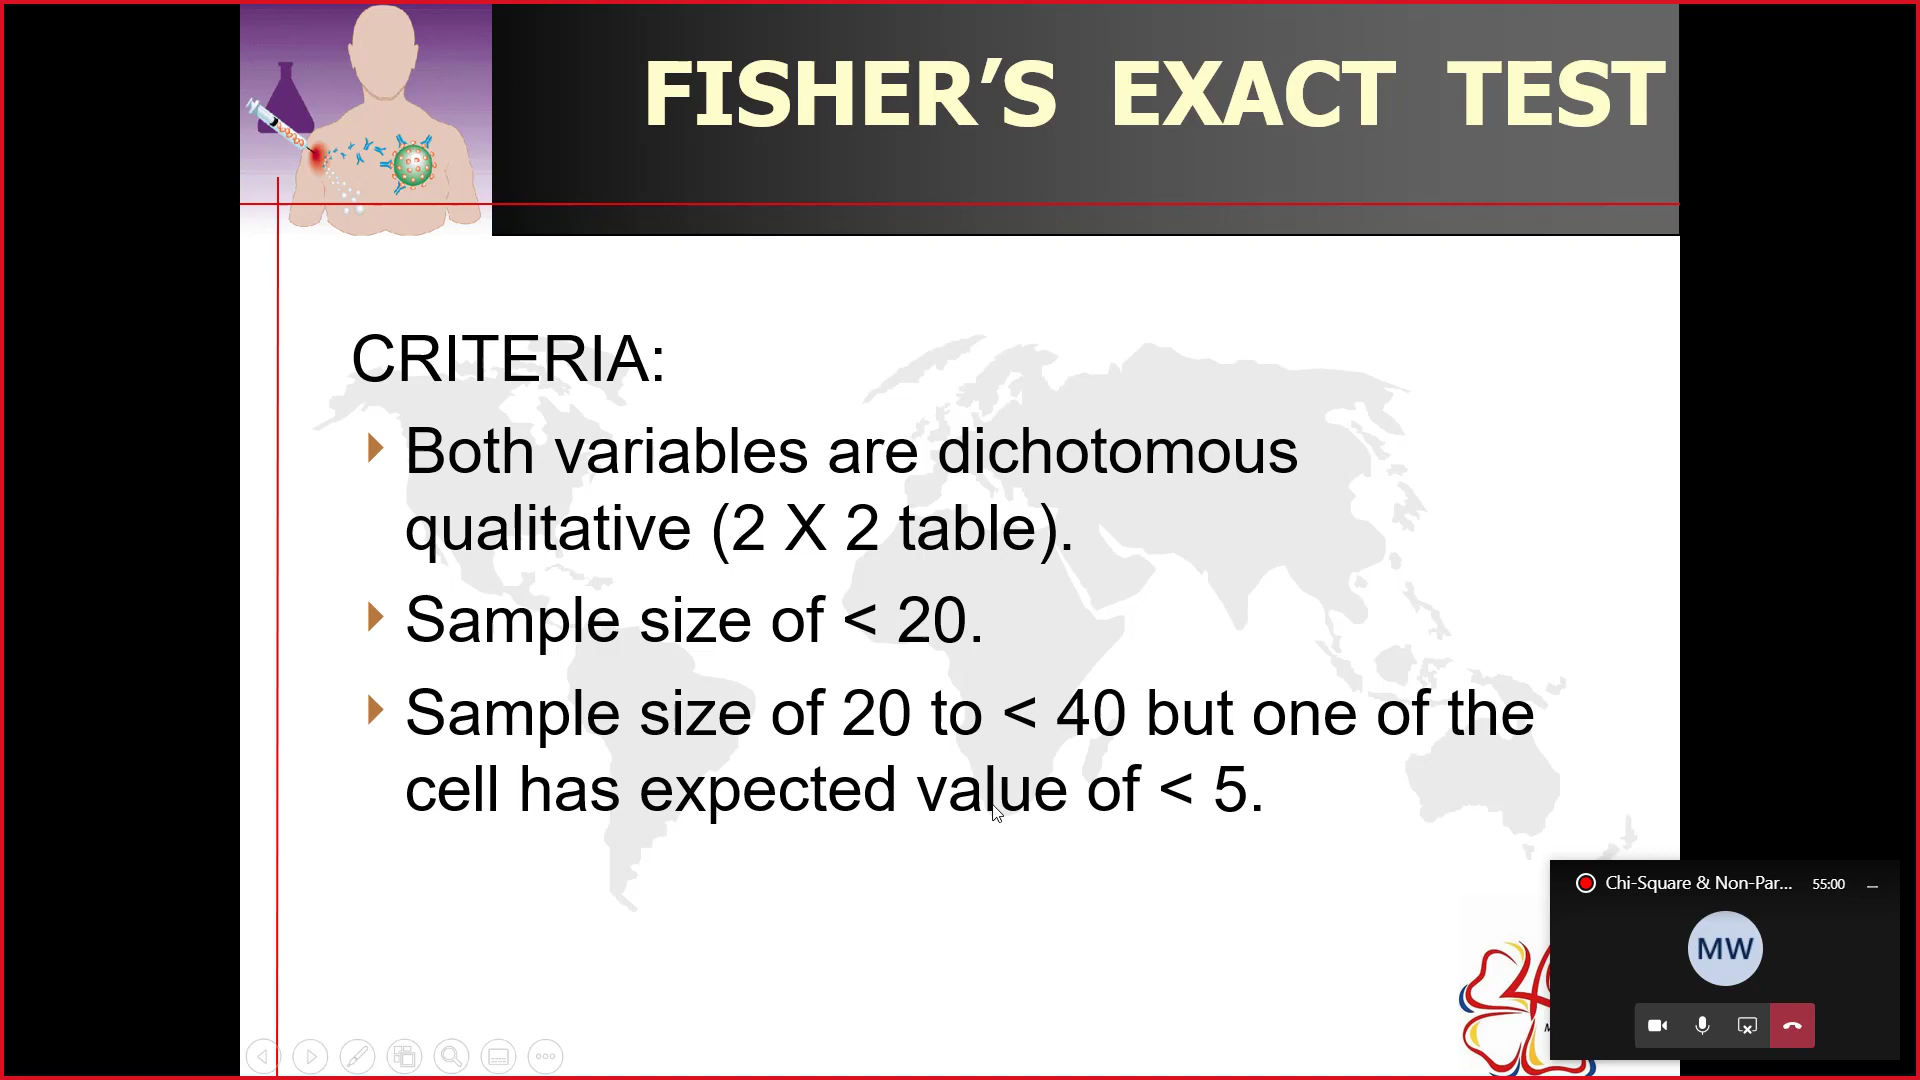 FISHER’S EXACT TEST
CRITERIA:
Both variables are dichotomous
qualitative (2 X 2 table).
Sample size of < 20.
Sample size of 20 to < 40 but one of the
cell has expected value of < 5.
Chi-Square & Non-Par... 55:00
MW